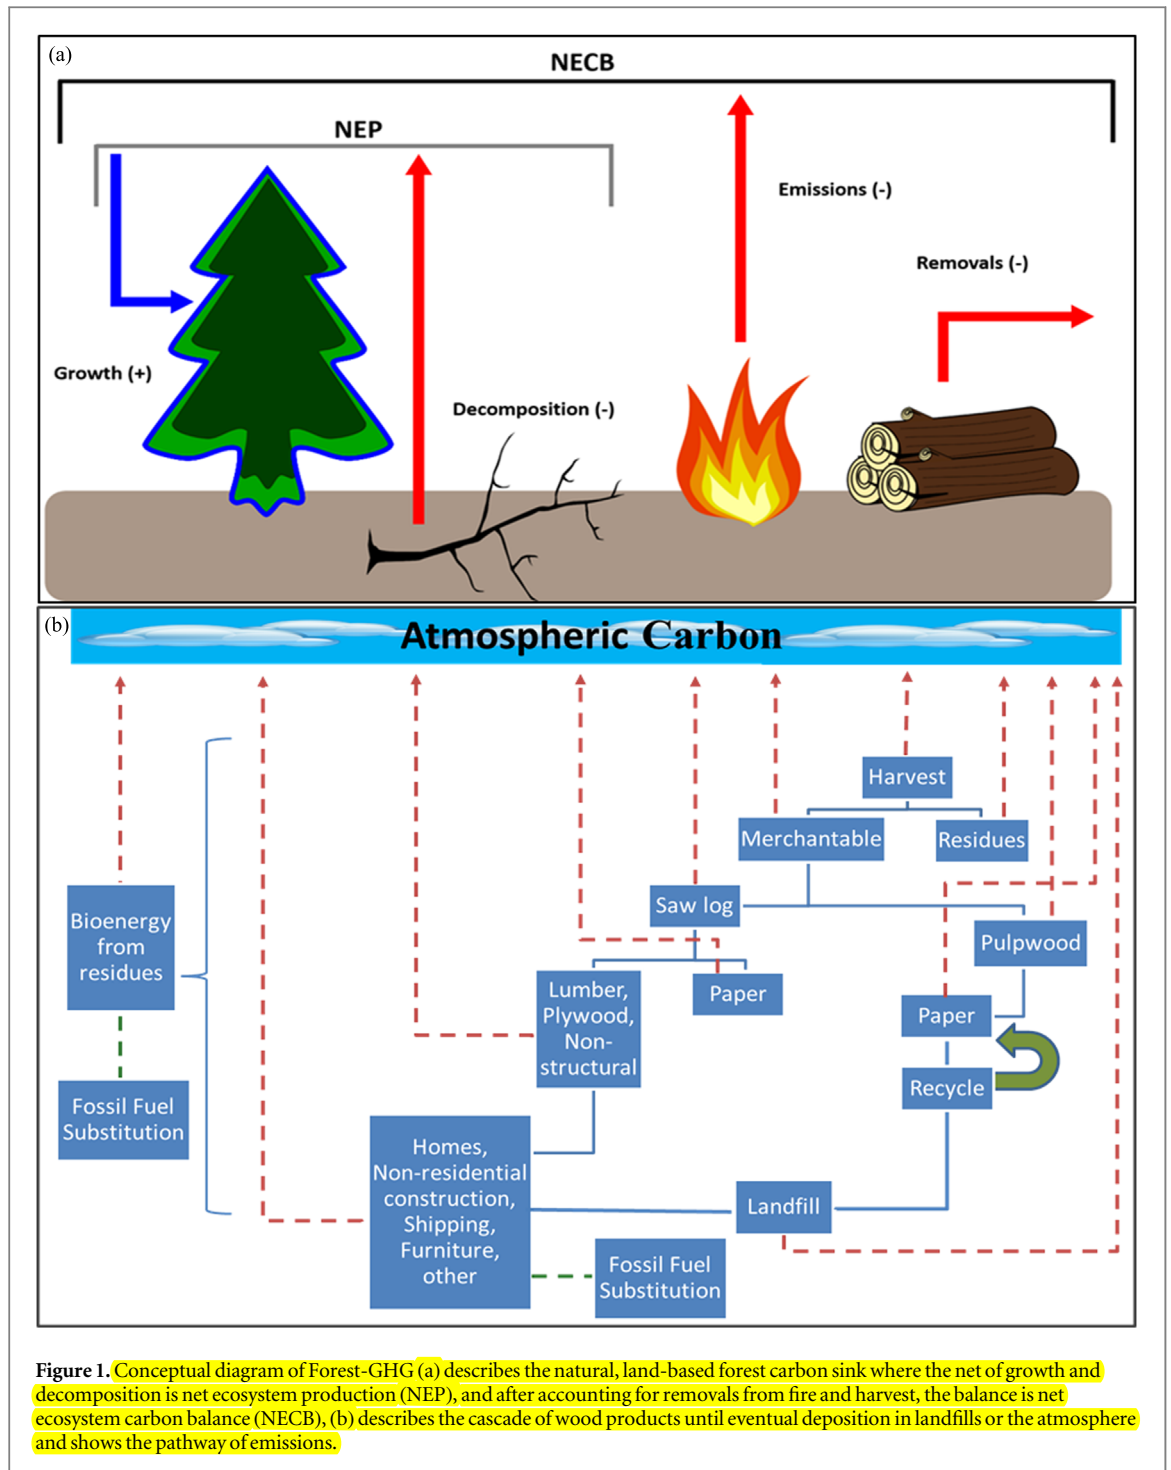 (a)
NECB
NEP
Emissions (-)
Removals (-)
Growth (+)
Decomposition (-)
(b)
Atmospheric Carbon
Harvest
Merchantable
Residues
Saw log
Pulpwood
Bioenergy
from
residues
Lumber,
Plywood,
Non-
structural
Paper
Paper
Recycle
Fossil Fuel
Substitution
Homes,
Non-residential
construction,
Shipping,
Furniture,
other
Landfill
Fossil Fuel
Substitution
Figure 1. Conceptual diagram of Forest-GHG (a) describes the natural, land-based forest carbon sink where the net of growth and
decomposition is net ecosystem production (NEP), and after accounting for removals from fire and harvest, the balance is net
ecosystem carbon balance (NECB), (b) describes the cascade of wood products until eventual deposition in landfills or the atmosphere
and shows the pathway of emissions.